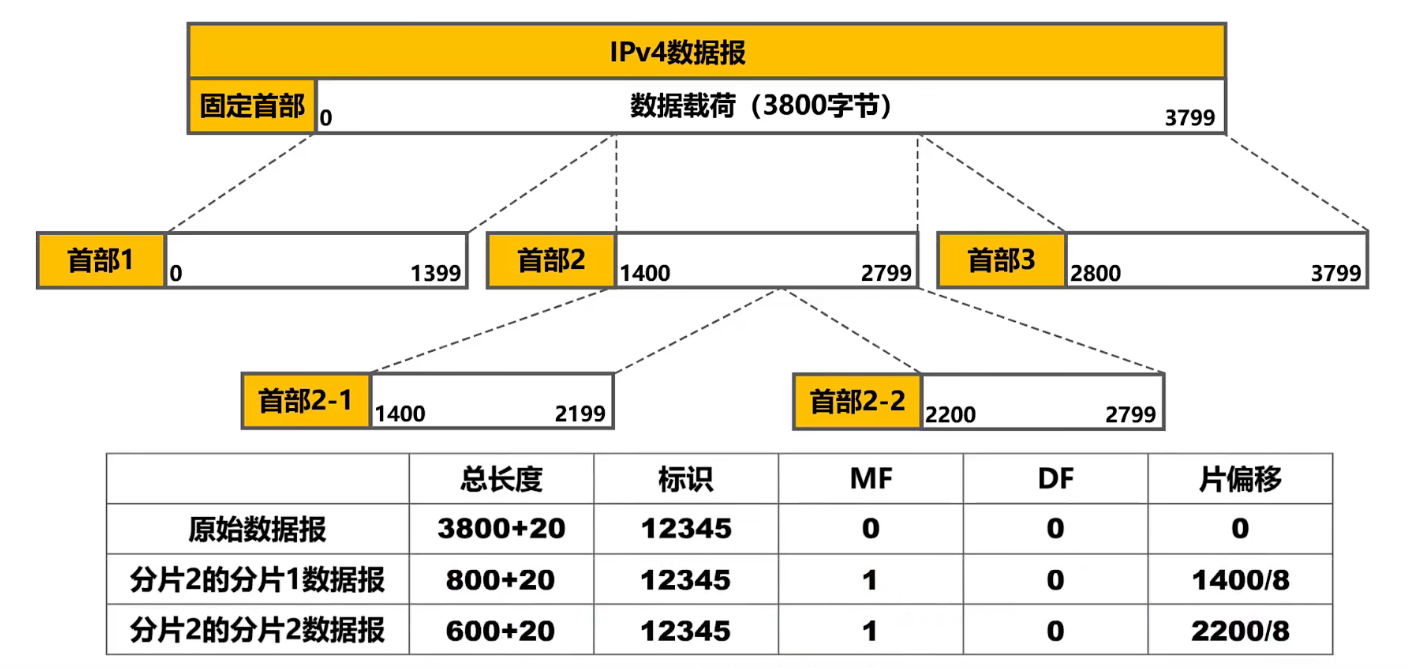 IPv4数据报
固定首部 0 数据载荷（3800字节） 3799
首部1 0 1399 首部2 1400 2799 首部3 2800 3799
首部2-1 1400 2199 首部2-2 2200 2799
总长度 标识 MF DF 片偏移
原始数据报 3800+20 12345 0 0 0
分片2的分片1数据报 800+20 12345 1 0 1400/8
分片2的分片2数据报 600+20 12345 1 0 2200/8